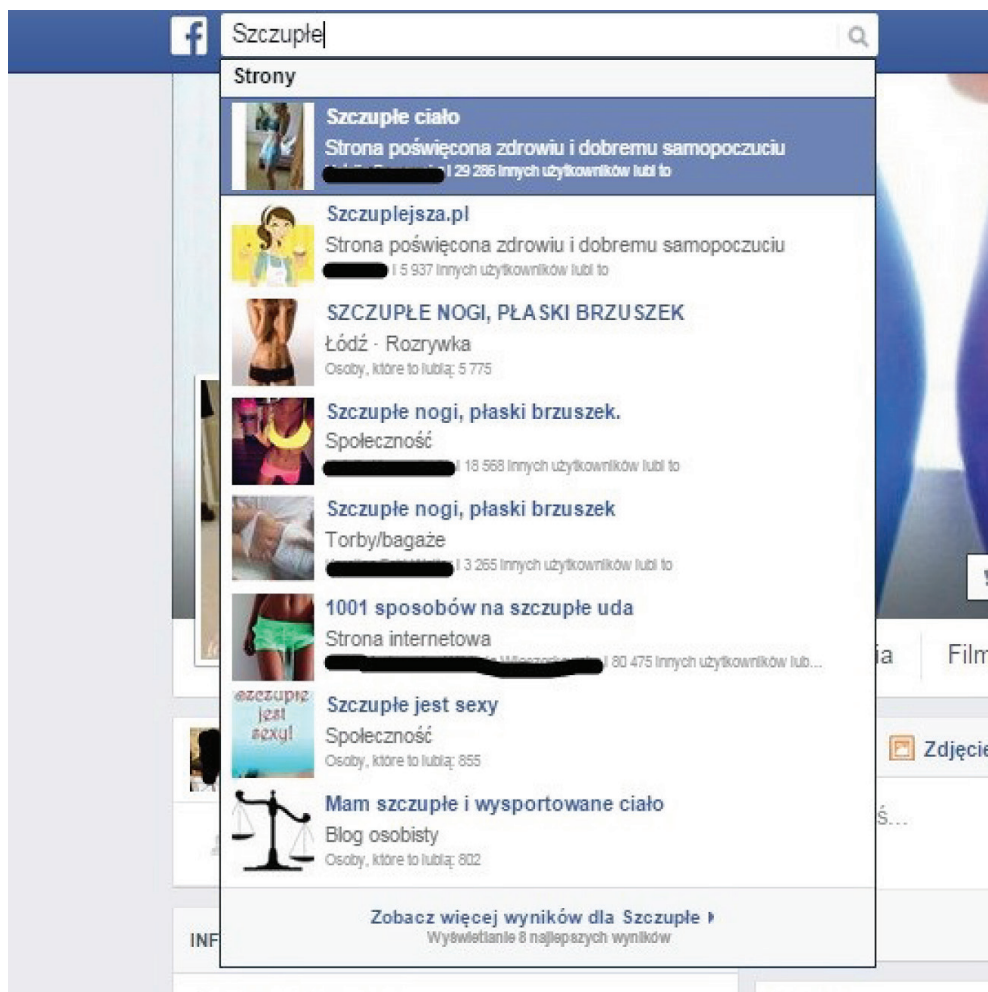 f
Szczupłe
Strony
Szczupłe ciało
Strona poświęcona zdrowiu i dobremu samopoczuciu
i 29 286 innych użytkowników lubi to
Szczuplejsza.pl
Strona poświęcona zdrowiu i dobremu samopoczuciu
i 5 937 innych użytkowników lubi to
SZCZUPŁE NOGI, PŁASKI BRZUSZEK
Łódź · Rozrywka
Osoby, które to lubią: 5 775
Szczupłe nogi, płaski brzuszek.
Społeczność
i 18 568 innych użytkowników lubi to
Szczupłe nogi, płaski brzuszek
Torby/bagaże
i 3 265 innych użytkowników lubi to
1001 sposobów na szczupłe uda
Strona internetowa
i 80 475 innych użytkowników lub...
szczupłe
jest
sexy!
Szczupłe jest sexy
Społeczność
Osoby, które to lubią: 855
Mam szczupłe i wysportowane ciało
Blog osobisty
Osoby, które to lubią: 802
Zobacz więcej wyników dla Szczupłe
Wyświetlanie 8 najlepszych wyników
ia
Film
Zdjęcie
ś...
INF